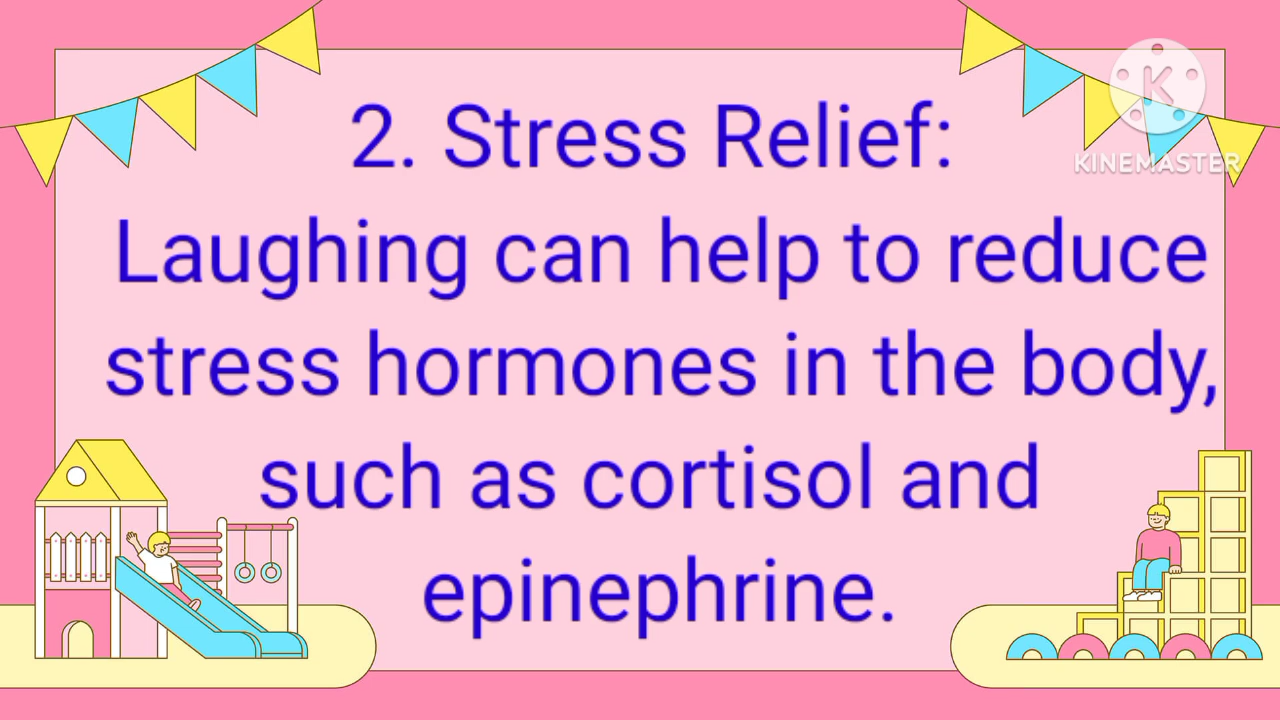 2. Stress Relief:
Laughing can help to reduce
stress hormones in the body,
such as cortisol and
epinephrine.
K
KINEMASTER